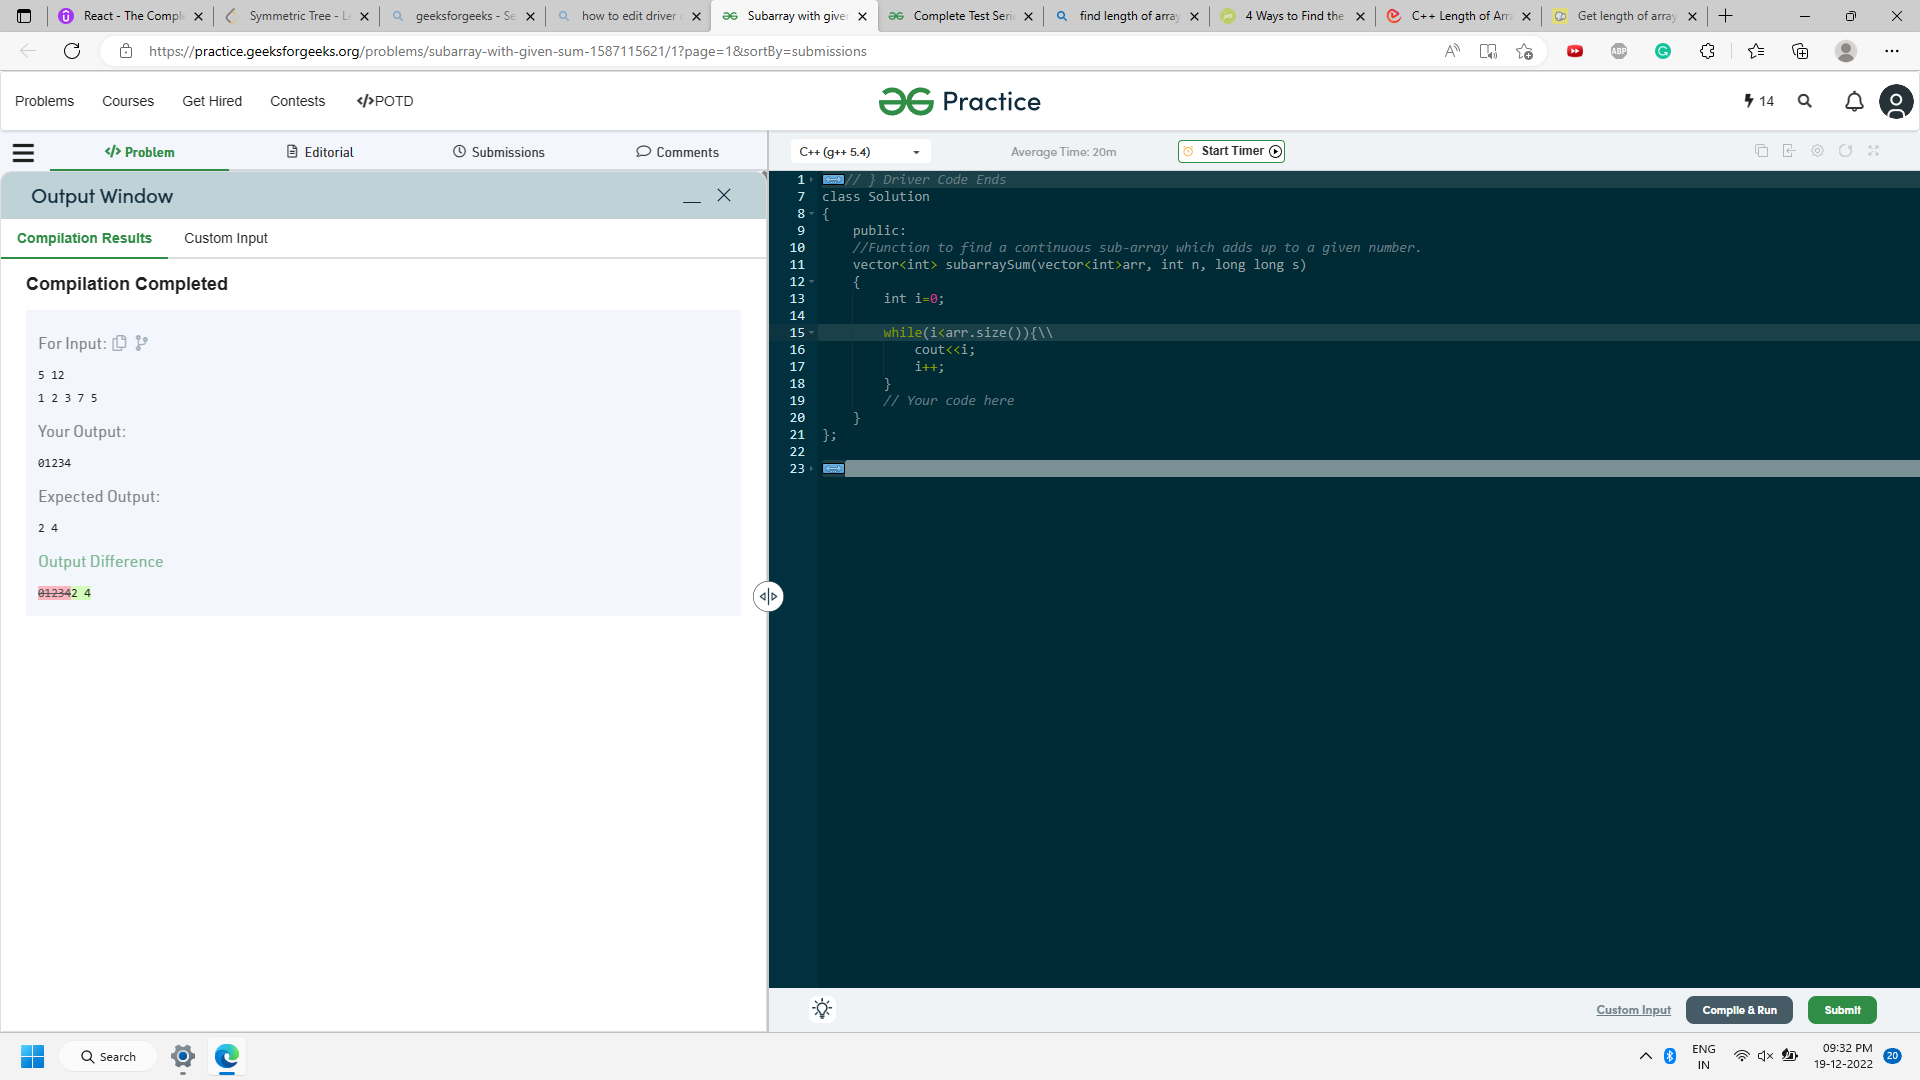 React - The Comple
Symmetric Tree - L
geeksforgeeks - Se
how to edit driver
Subarray with give
Complete Test Seri
find length of array
4 Ways to Find the
C++ Length of Arr
Get length of array
https://practice.geeksforgeeks.org/problems/subarray-with-given-sum-1587115621/1?page=1&sortBy=submissions
ABP
Problems
Courses
Get Hired
Contests
</>POTD
Practice
14
</> Problem
Editorial
Submissions
Comments
C++ (g++ 5.4)
Average Time: 20m
Start Timer
Output Window
Compilation Results
Custom Input
Compilation Completed
For Input:
5 12
1 2 3 7 5
Your Output:
01234
Expected Output:
2 4
Output Difference
012342 4
1 // } Driver Code Ends
7 class Solution
8 {
9 public:
10 //Function to find a continuous sub-array which adds up to a given number.
11 vector<int> subarraySum(vector<int>arr, int n, long long s)
12 {
13 int i=0;
14
15 while(i<arr.size()){\\
16 cout<<i;
17 i++;
18 }
19 // Your code here
20 }
21 };
22
23
Custom Input
Compile & Run
Submit
Search
ENG
IN
09:32 PM
19-12-2022
20